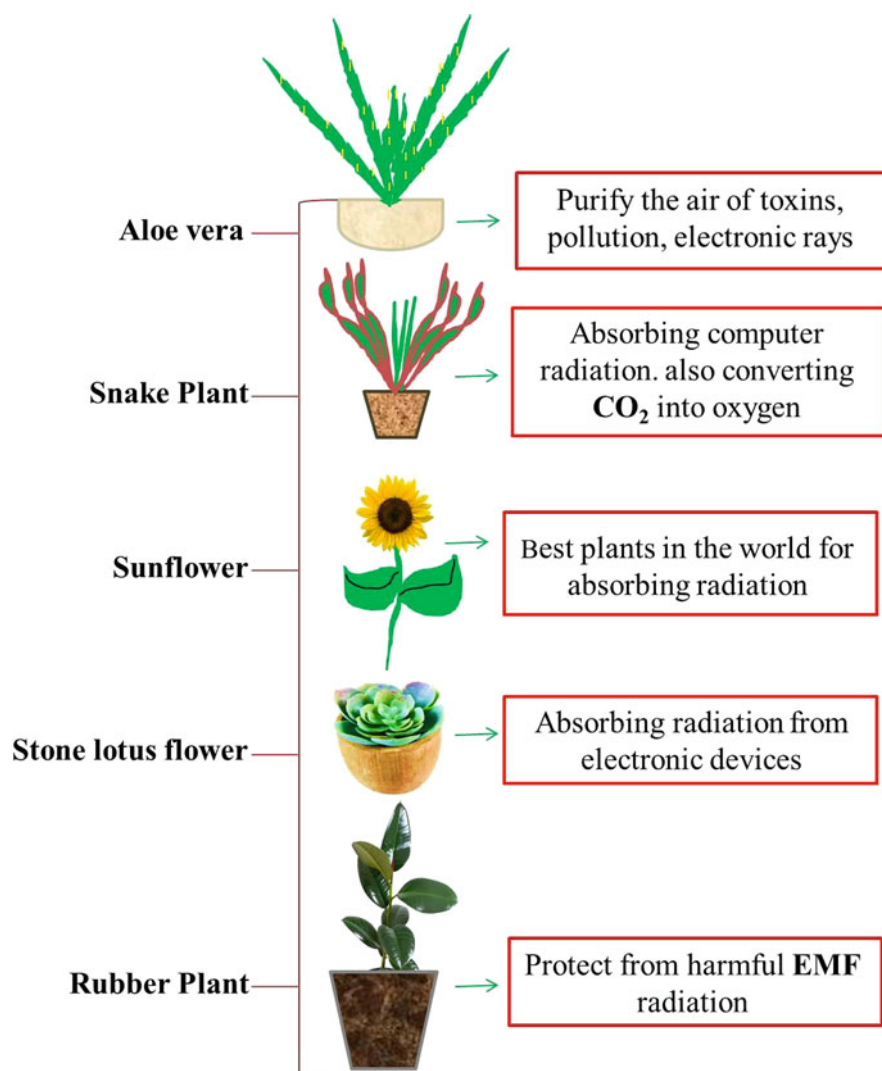 Aloe vera
Purify the air of toxins,
pollution, electronic rays
Snake Plant
Absorbing computer
radiation. also converting
CO₂ into oxygen
Sunflower
Best plants in the world for
absorbing radiation
Stone lotus flower
Absorbing radiation from
electronic devices
Rubber Plant
Protect from harmful EMF
radiation